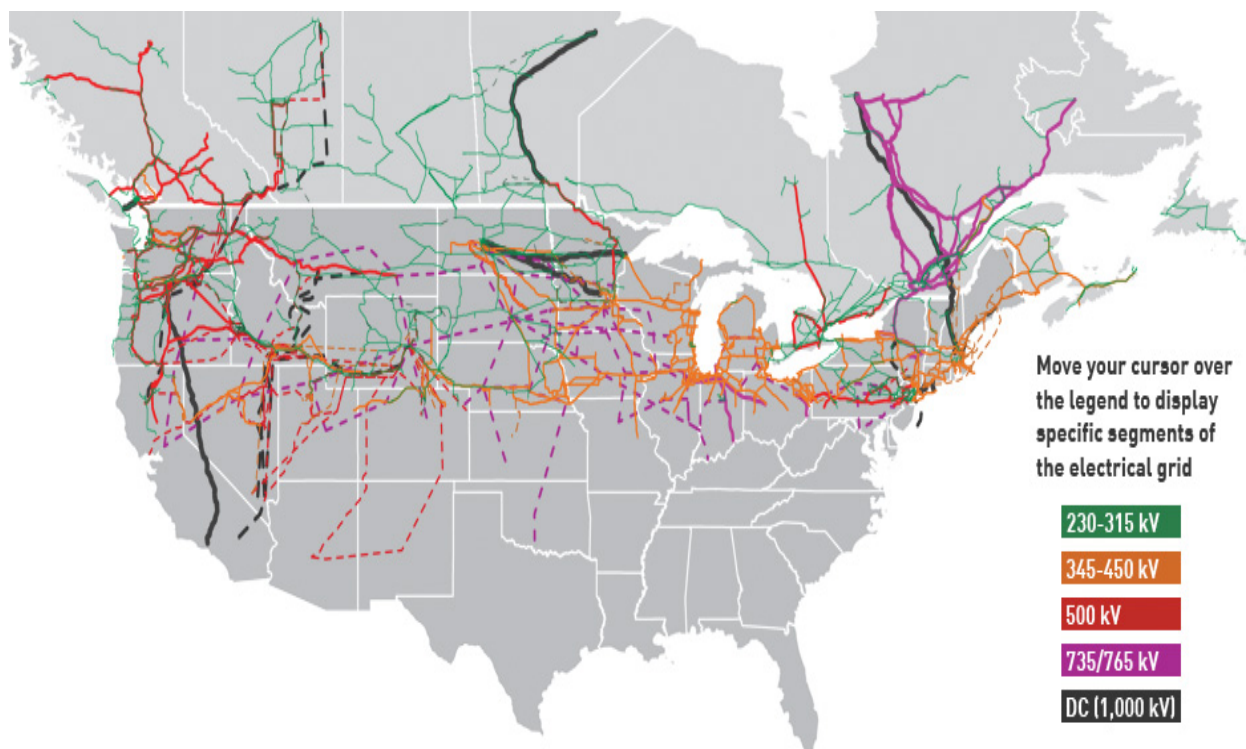 Move your cursor over
the legend to display
specific segments of
the electrical grid
230-315 kV
345-450 kV
500 kV
735/765 kV
DC (1,000 kV)